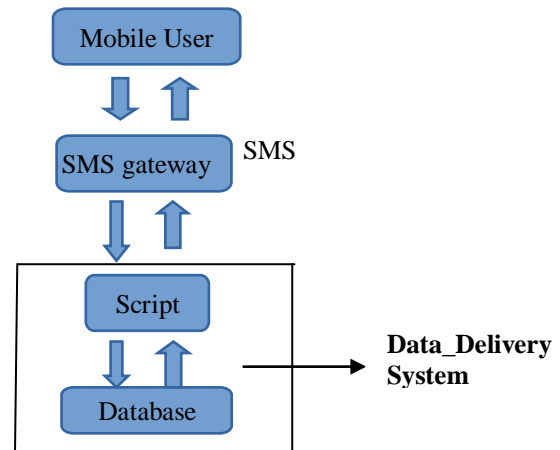 Mobile User
SMS gateway
SMS
Script
Data_Delivery
System
Database